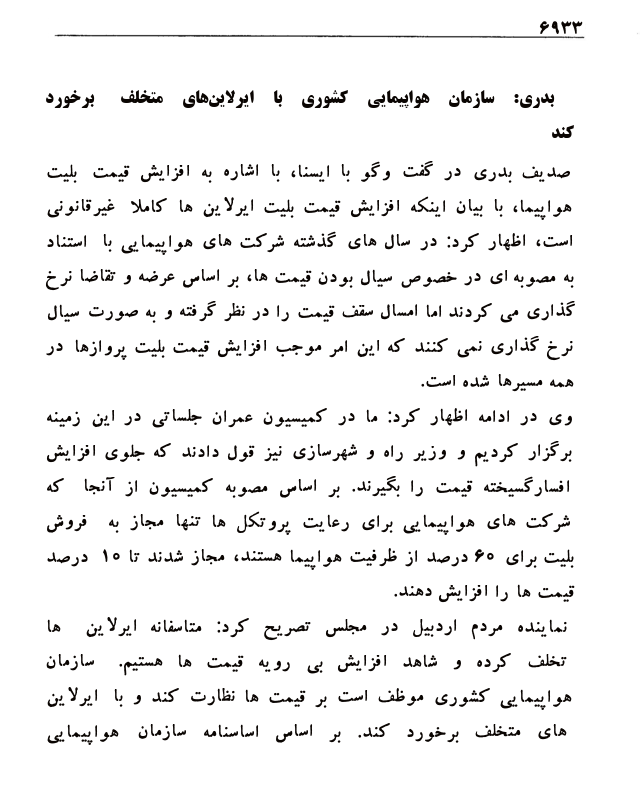 ۶۹۳۳
بدری: سازمان هواپیمایی کشوری با ایرلاین‌های متخلف برخورد
کند
صدیف بدری در گفت وگو با ایسنا، با اشاره به افزایش قیمت بلیت
هواپیما، با بیان اینکه افزایش قیمت بلیت ایرلاین ها کاملا غیرقانونی
است، اظهار کرد: در سال های گذشته شرکت های هواپیمایی با استناد
به مصوبه ای در خصوص سیال بودن قیمت ها، بر اساس عرضه و تقاضا نرخ
گذاری می کردند اما امسال سقف قیمت را در نظر گرفته و به صورت سیال
نرخ گذاری نمی کنند که این امر موجب افزایش قیمت بلیت پروازها در
همه مسیرها شده است.
وی در ادامه اظهار کرد: ما در کمیسیون عمران جلساتی در این زمینه
برگزار کردیم و وزیر راه و شهرسازی نیز قول دادند که جلوی افزایش
افسارگسیخته قیمت را بگیرند. بر اساس مصوبه کمیسیون از آنجا که
شرکت های هواپیمایی برای رعایت پروتکل ها تنها مجاز به فروش
بلیت برای ۶۰ درصد از ظرفیت هواپیما هستند، مجاز شدند تا ۱۰ درصد
قیمت ها را افزایش دهند.
نماینده مردم اردبیل در مجلس تصریح کرد: متاسفانه ایرلاین ها
تخلف کرده و شاهد افزایش بی رویه قیمت ها هستیم. سازمان
هواپیمایی کشوری موظف است بر قیمت ها نظارت کند و با ایرلاین
های متخلف برخورد کند. بر اساس اساسنامه سازمان هواپیمایی